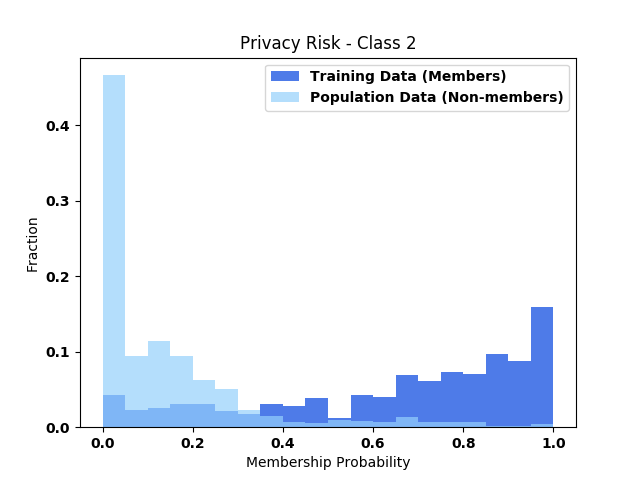 Privacy Risk - Class 2
Training Data (Members)
Population Data (Non-members)
0.4
0.3
0.2
0.1
0.0
Fraction
0.0 0.2 0.4 0.6 0.8 1.0
Membership Probability